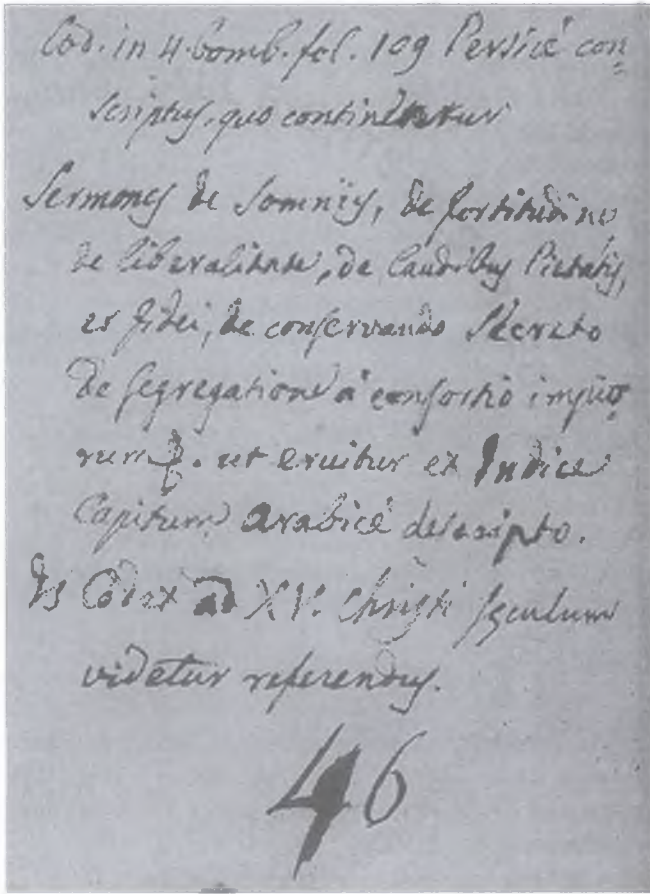 Cod. in 4. bomb. fol. 109 Persicè con=
scriptus, quo continentur
Sermones de Somnijs, de fortitudine
de liberalitate, de laudibus Pietatis,
et fidei, de conservando Secreto
de segregatione à consortio impio=
rum &. ut eruitur ex Indice
Capitum arabicè descripto.
Is Codex ad XV. Christi sęculum
videtur referendus.
46